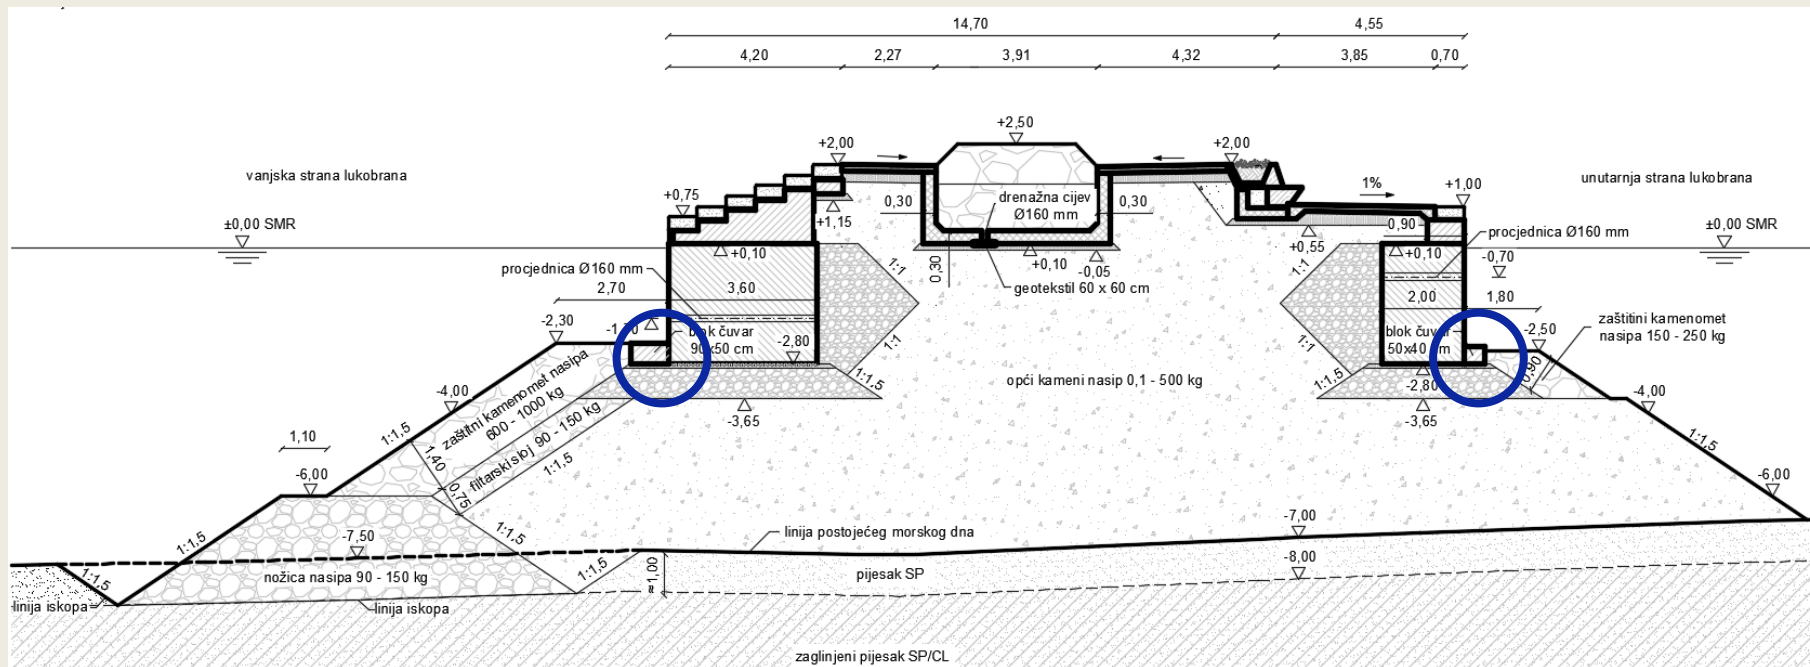 14,70
4,55
4,20
2,27
3,91
4,32
3,85
0,70
+2,50
+2,00
+2,00
vanjska strana lukobrana
unutarnja strana lukobrana
1%
+0,75
+1,00
0,30
drenažna cijev
Ø160 mm
0,30
±0,00 SMR
+1,15
0,90
procjednica Ø160 mm
±0,00 SMR
+0,55
+0,10
+0,10
-0,05
+0,10
-0,70
procjednica Ø160 mm
1:1
0,30
geotekstil 60 x 60 cm
1:1
2,70
3,60
2,00
1,80
-2,30
blok čuvar
90x50 cm
-2,80
1:1
1:1
blok čuvar
50x40 cm
-2,50
zaštitni kamenomet
nasipa 150 - 250 kg
0,90
1:1,5
opći kameni nasip 0,1 - 500 kg
1:1,5
-2,80
-4,00
zaštitni kamenomet nasipa
600 - 1000 kg
-3,65
-3,65
-4,00
1,10
1:1,5
1,40
filtarski sloj 90 - 150 kg
1:1,5
1:1,5
-6,00
0,75
-6,00
1:1,5
-7,50
1:1,5
linija postojećeg morskog dna
-7,00
nožica nasipa 90 - 150 kg
1:1,5
≈1,00
pijesak SP
-8,00
1:1,5
linija iskopa
linija iskopa
zaglinjeni pijesak SP/CL